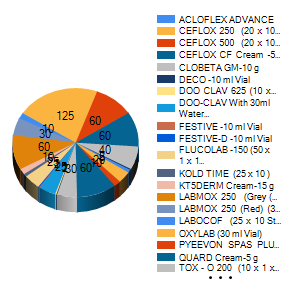 ACLOFLEX ADVANCE
CEFLOX 250 (20 x 10...
CEFLOX 500 (20 x 10...
CEFLOX CF Cream -5...
CLOBETA GM-10 g
DECO -10 ml Vial
DOO CLAV 625 (10 x...
DOO-CLAV With 30ml
Water...
FESTIVE -10 ml Vial
FESTIVE-D -10 ml Vial
FLUCOLAB -150 (50
x 1 x 1...
KOLD TIME (25 x 10 )
KT5DERM Cream-15 g
LABMOX 250 (Grey (...
LABMOX 250 (Red) (3...
LABOCOF (25 x 10 St...
OXYLAB (30 ml Vial)
PYEEVON SPAS PLU...
QUARD Cream-5 g
TOX - O 200 (10 x 1 x...
• • •
125
60
60
40
60
30
60
30
10